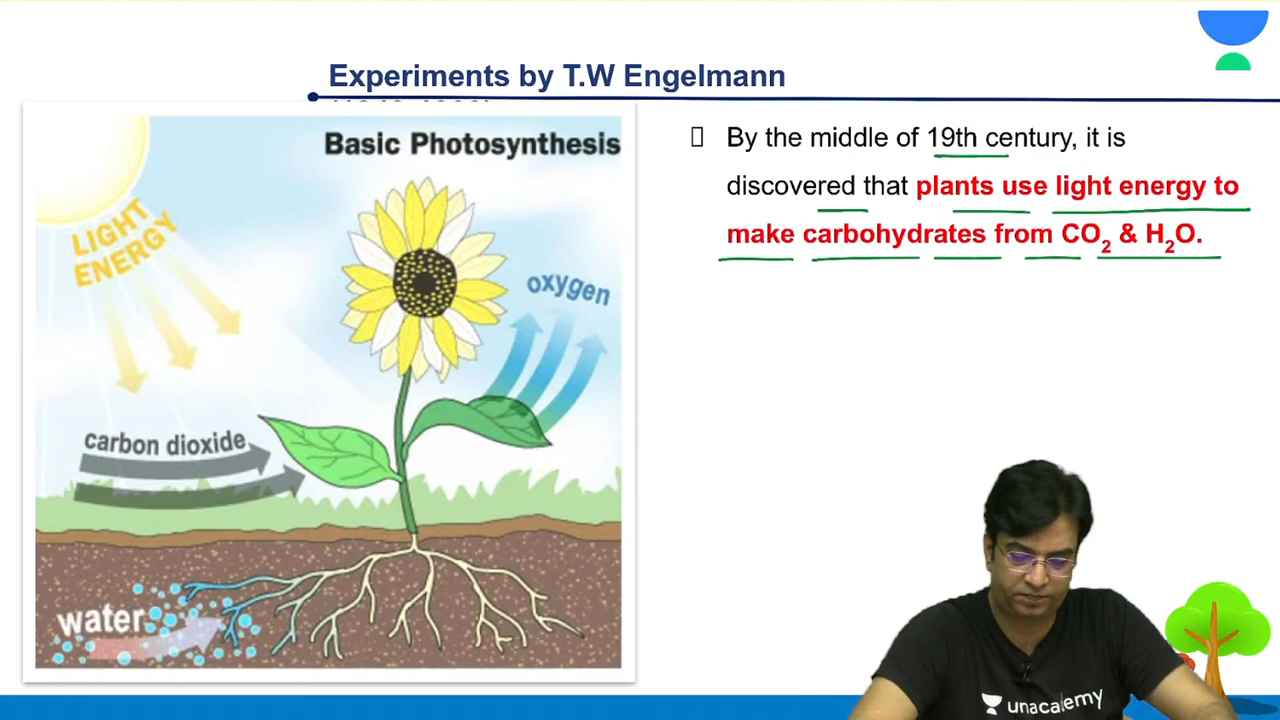 Experiments by T.W Engelmann
Basic Photosynthesis
LIGHT
ENERGY
oxygen
carbon dioxide
water
By the middle of 19th century, it is
discovered that plants use light energy to
make carbohydrates from CO₂ & H₂O.
unacademy